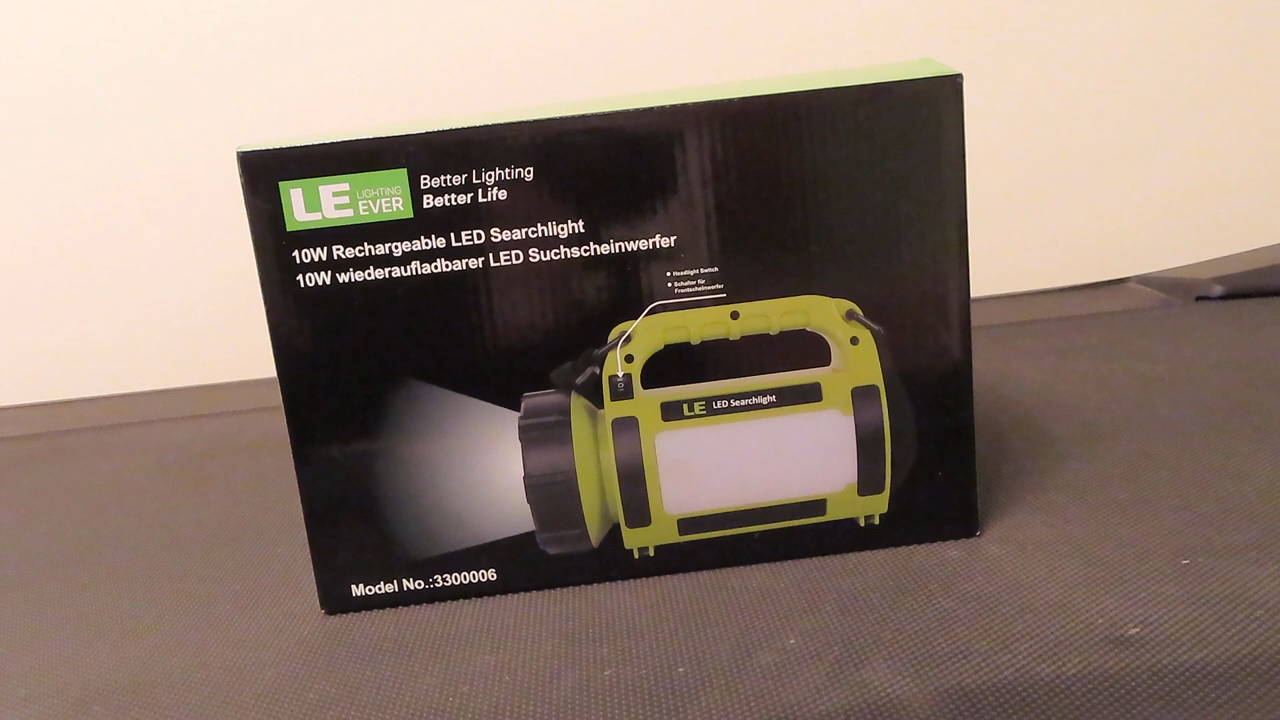 LE LIGHTING EVER
Better Lighting
Better Life
10W Rechargeable LED Searchlight
10W wiederaufladbarer LED Suchscheinwerfer
Headlight Switch
Schalter für
Frontscheinwerfer
LE LED Searchlight
Model No.:3300006